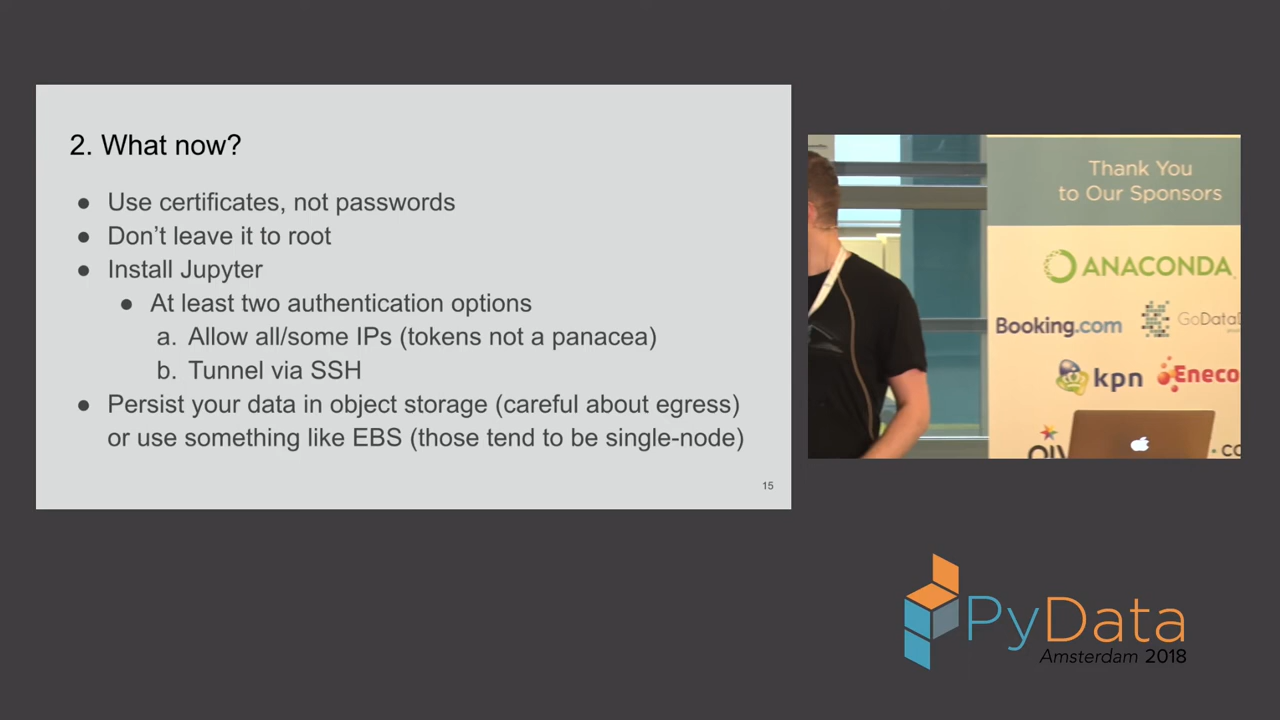 2. What now?
● Use certificates, not passwords
● Don’t leave it to root
● Install Jupyter
● At least two authentication options
a. Allow all/some IPs (tokens not a panacea)
b. Tunnel via SSH
● Persist your data in object storage (careful about egress)
or use something like EBS (those tend to be single-node)
15
Thank You
to Our Sponsors
ANACONDA
Booking.com
GoDataD
kpn
Eneco
PyData
Amsterdam 2018